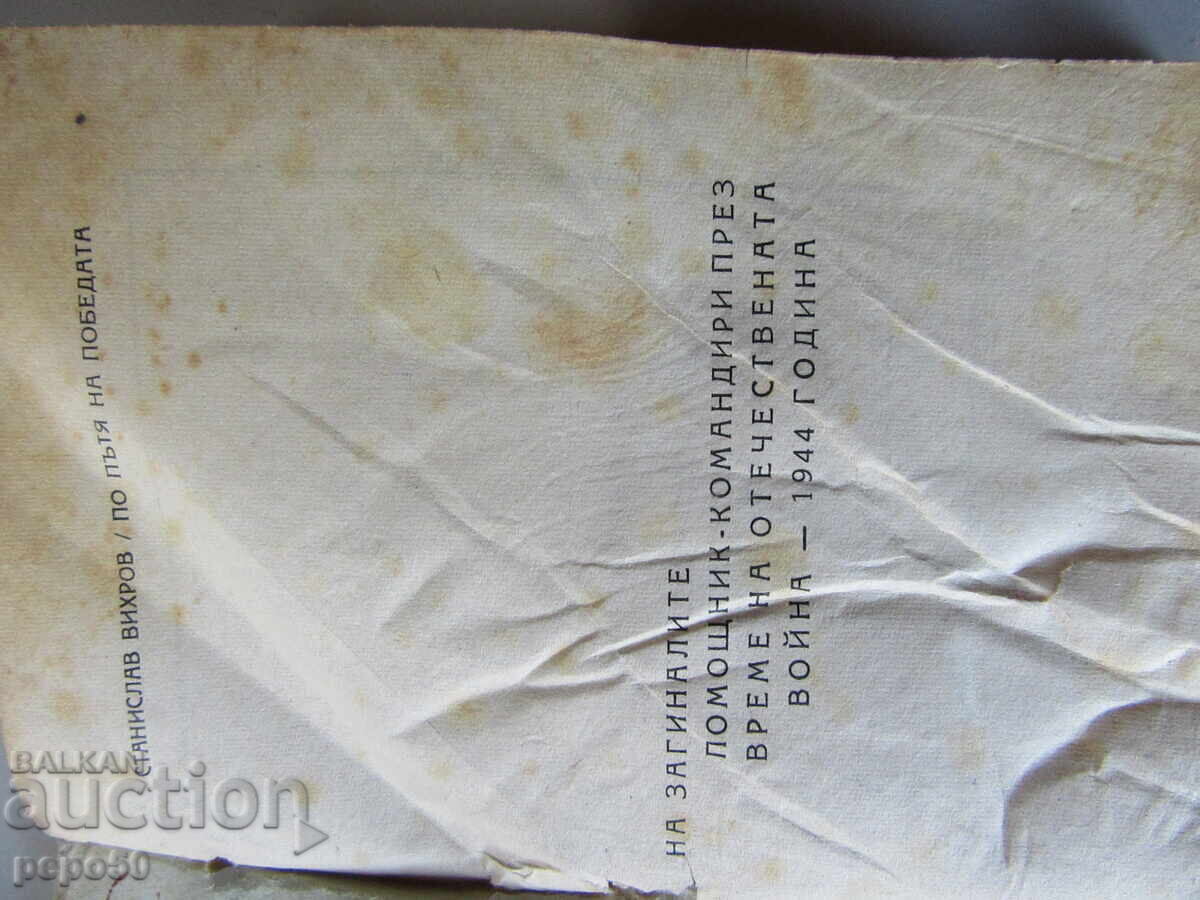 СТАНИСЛАВ ВИХРОВ / ПО ПЪТЯ НА ПОБЕДАТА
НА ЗАГИНАЛИТЕ
ПОМОЩНИК-КОМАНДИРИ ПРЕЗ
ВРЕМЕ НА ОТЕЧЕСТВЕНАТА
ВОЙНА — 1944 ГОДИНА
BALKAN
auction
pepo50